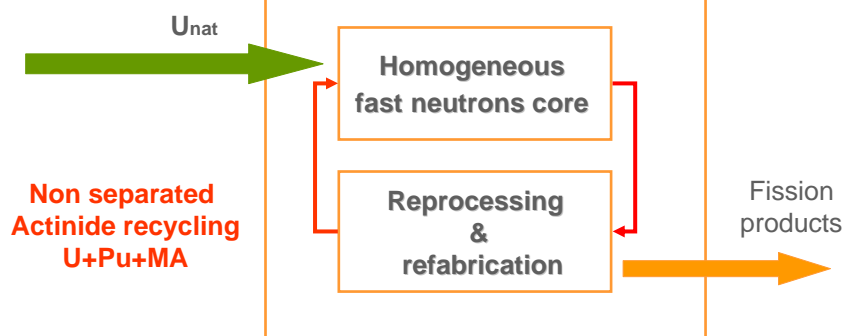 Unat
Homogeneous
fast neutrons core
Non separated
Actinide recycling
U+Pu+MA
Reprocessing
&
refabrication
Fission
products